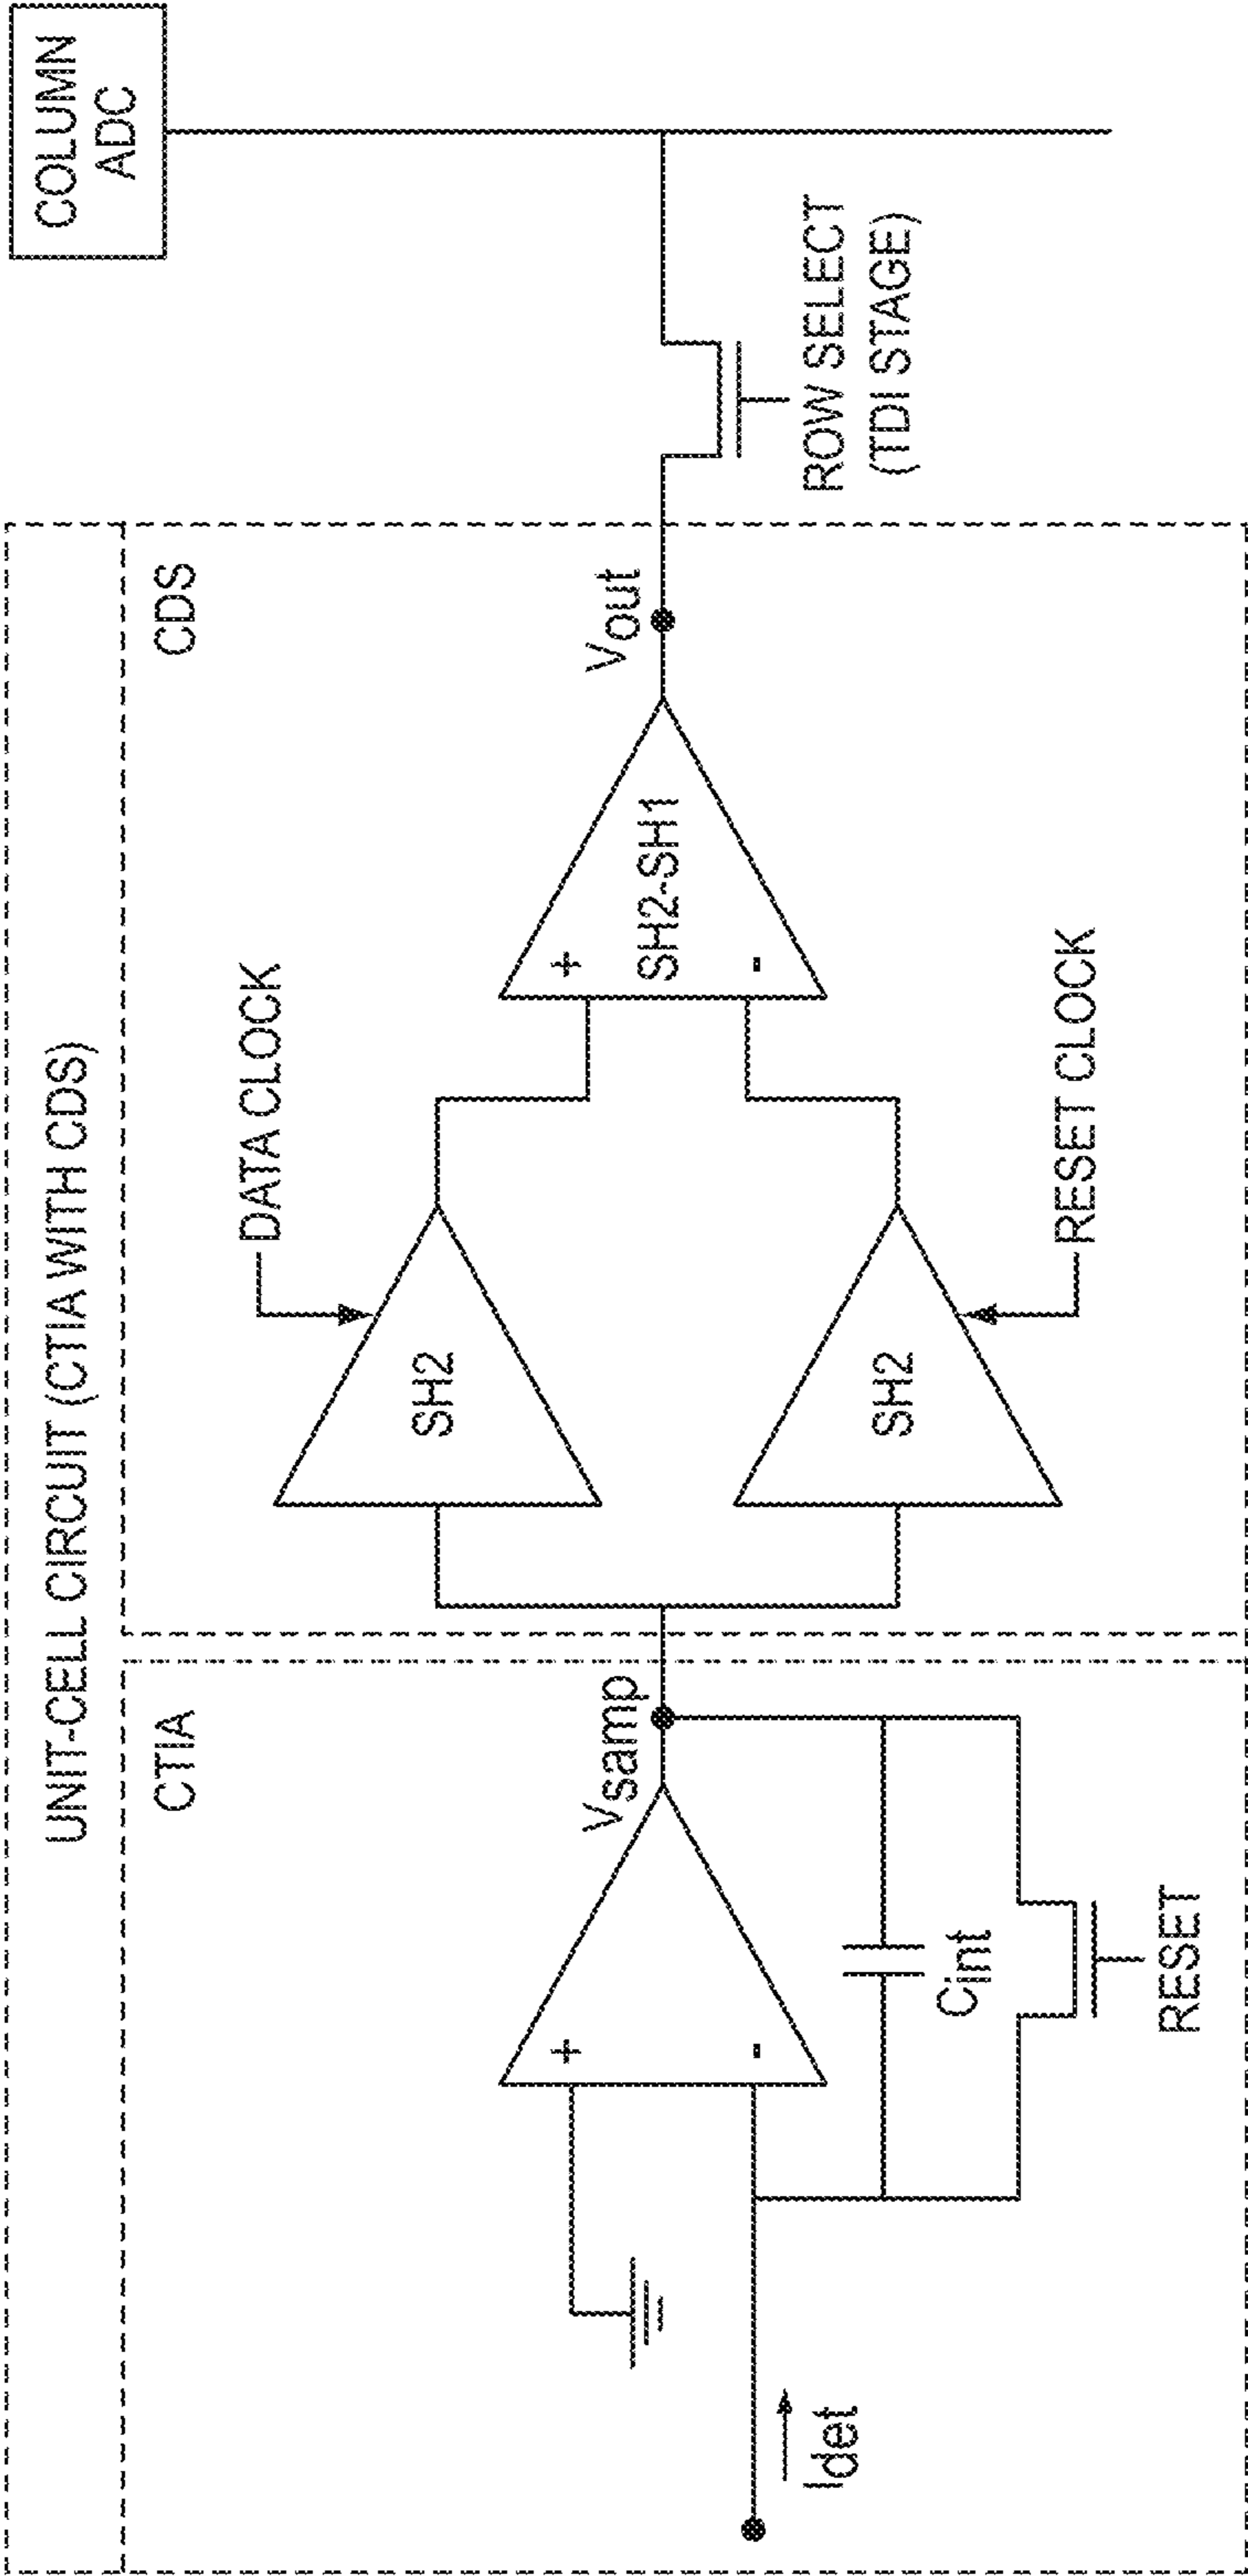 UNIT-CELL CIRCUIT (CTIA WITH CDS)
CTIA
+
-
Idet
Vsamp
Cint
RESET
CDS
DATA CLOCK
SH2
SH2
RESET CLOCK
+
SH2-SH1
-
Vout
ROW SELECT
(TDI STAGE)
COLUMN
ADC